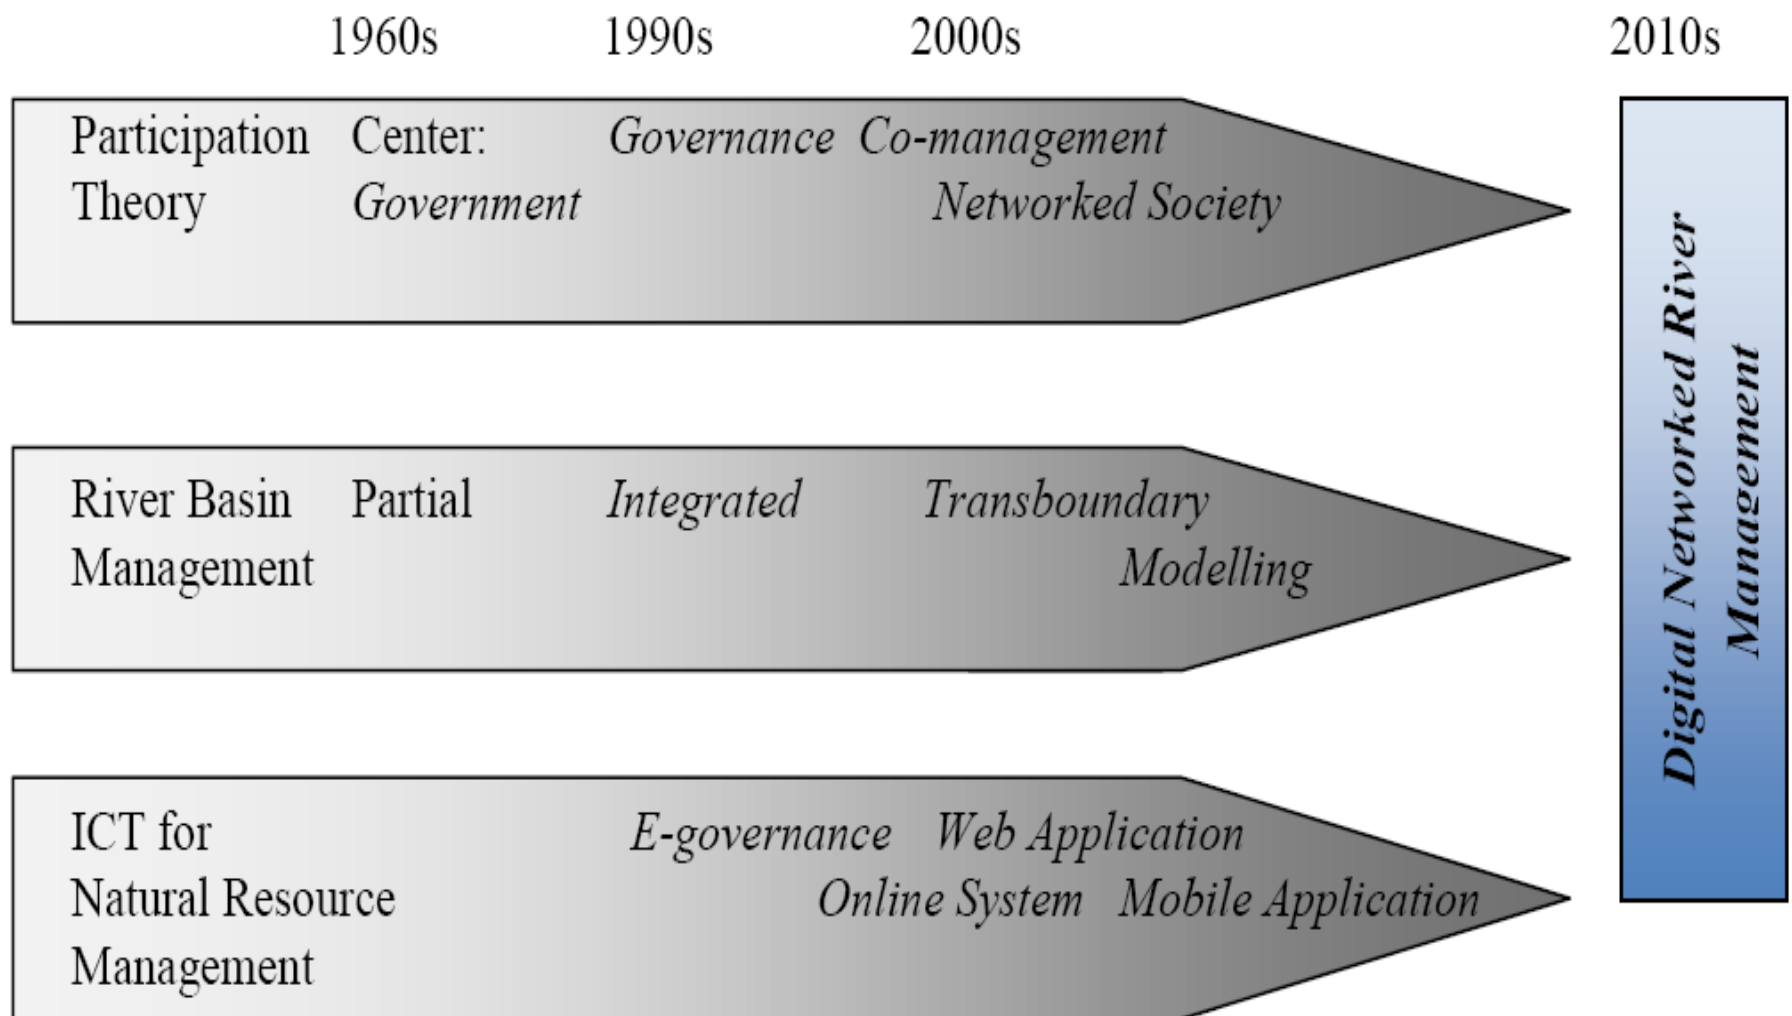 1960s 1990s 2000s 2010s
Participation Center: Governance Co-management
Theory Government Networked Society
River Basin Partial Integrated Transboundary
Management Modelling
ICT for E-governance Web Application
Natural Resource Online System Mobile Application
Management
Digital Networked River
Management